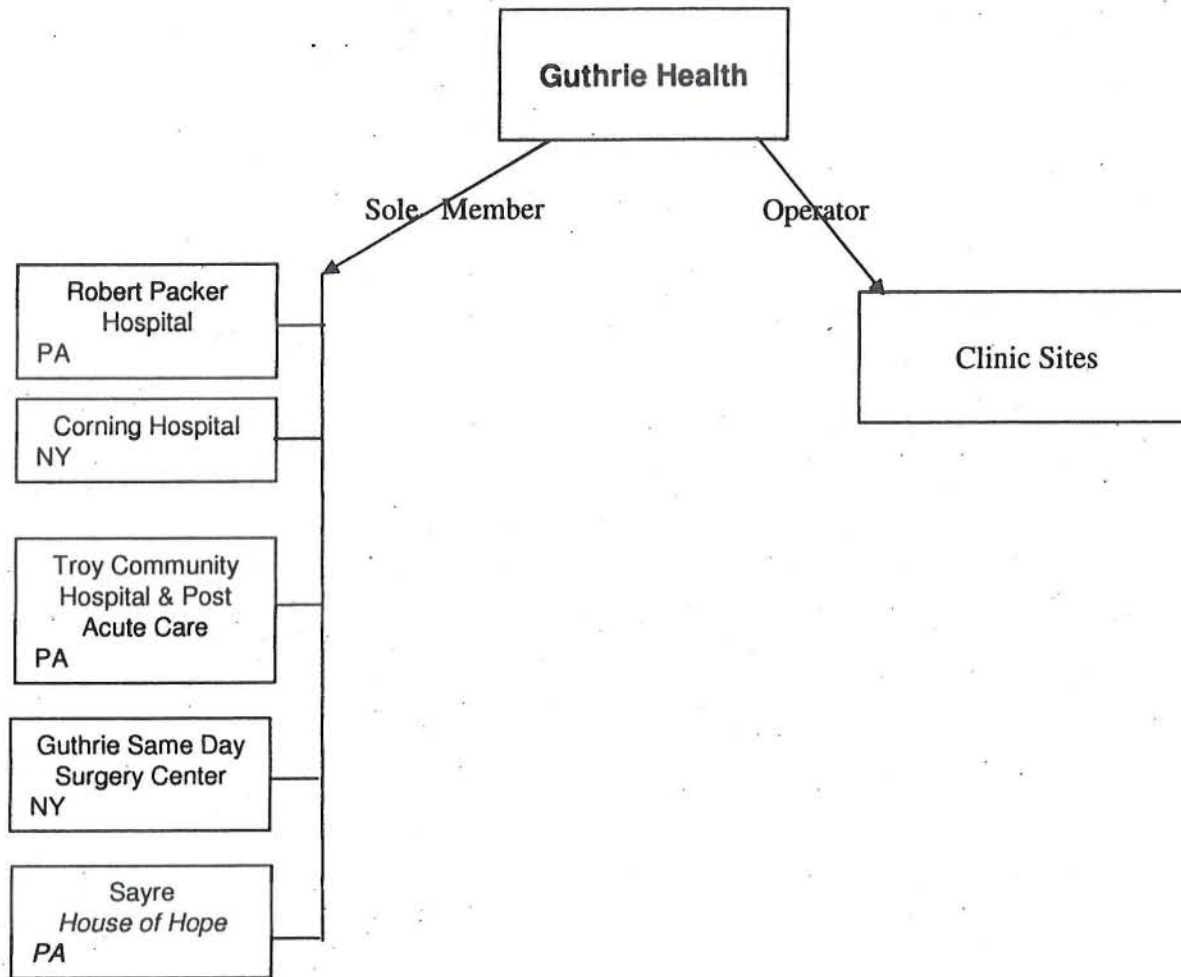 Guthrie Health
Sole Member
Operator
Robert Packer
Hospital
PA
Clinic Sites
Corning Hospital
NY
Troy Community
Hospital & Post
Acute Care
PA
Guthrie Same Day
Surgery Center
NY
Sayre
House of Hope
PA